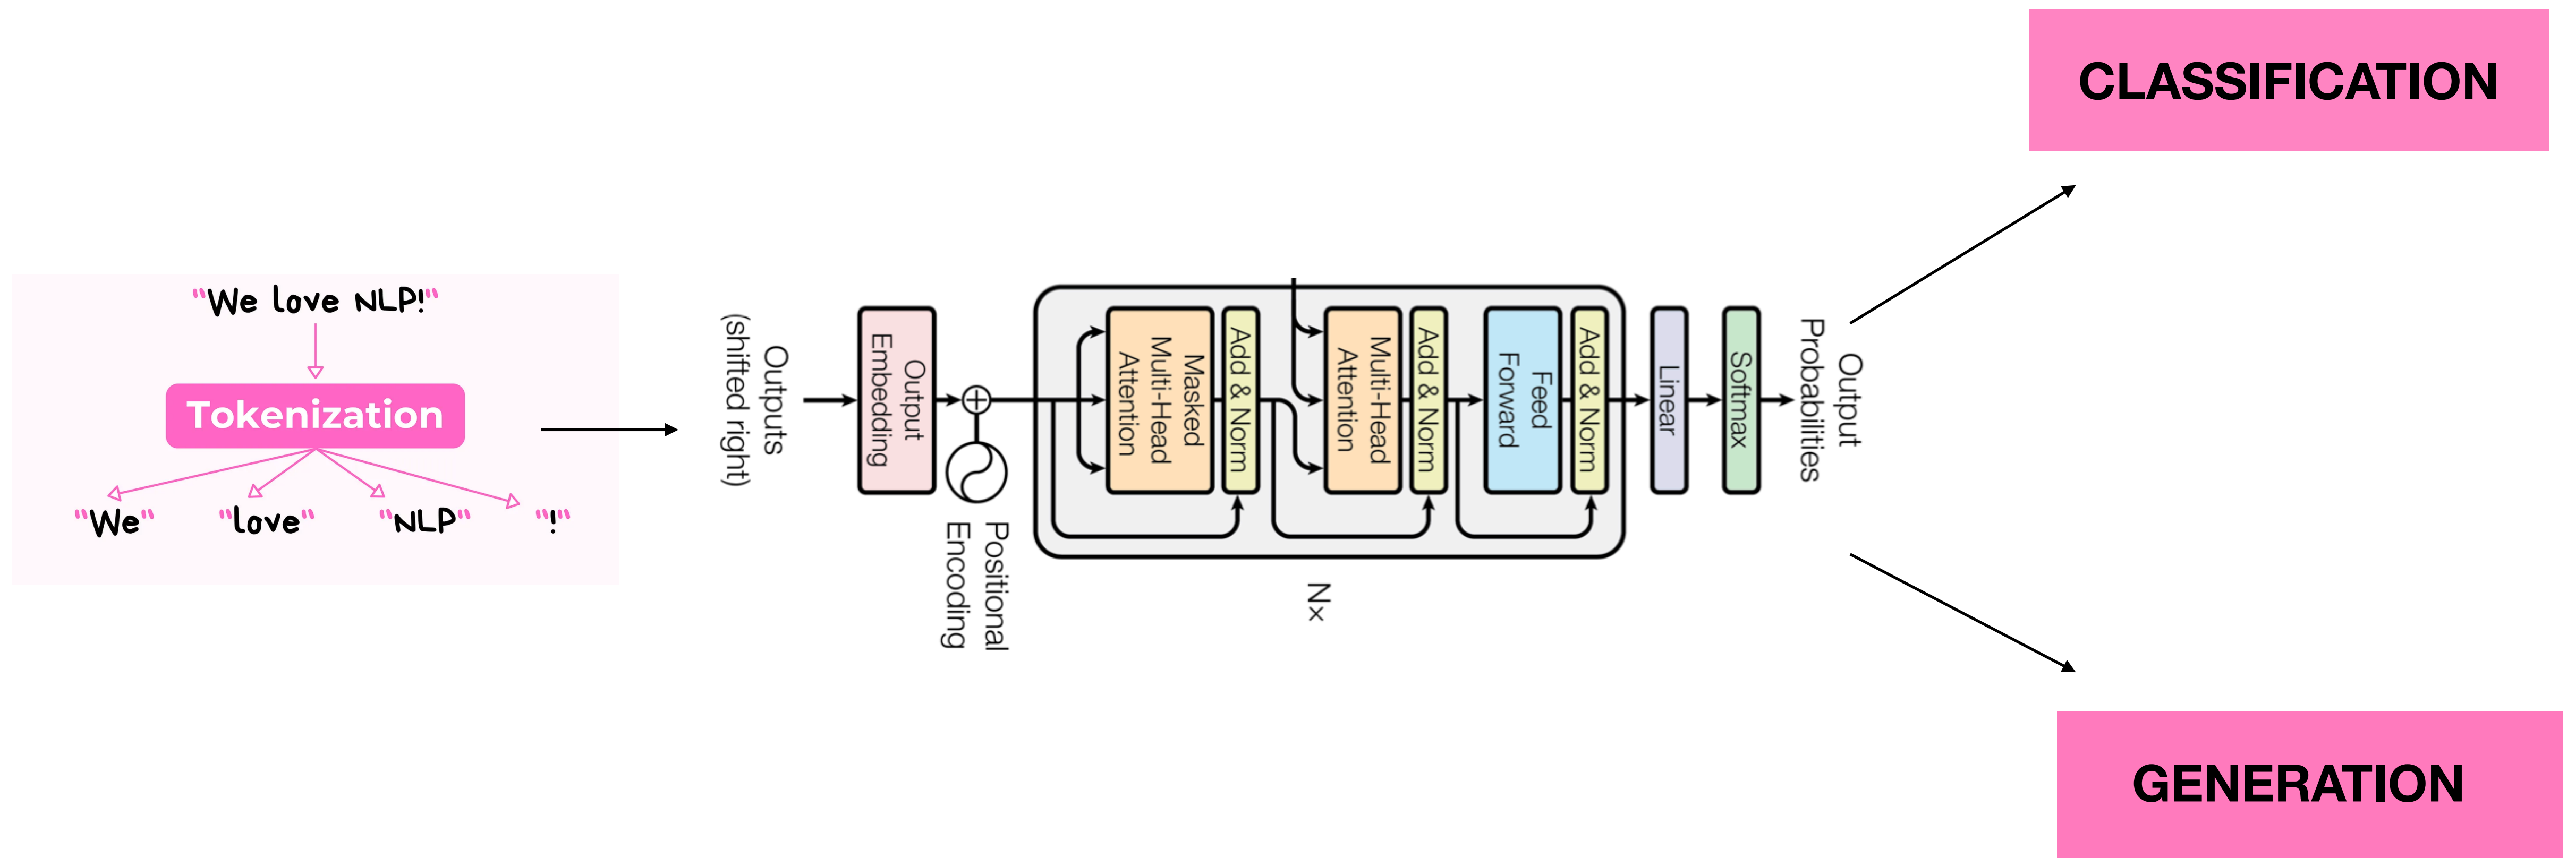 "We love NLP!"
Tokenization
"We" "love" "NLP" "!"
Outputs
(shifted right)
Output
Embedding
Positional
Encoding
Masked
Multi-Head
Attention
Add & Norm
Multi-Head
Attention
Add & Norm
Feed
Forward
Add & Norm
Nx
Linear
Softmax
Output
Probabilities
CLASSIFICATION
GENERATION